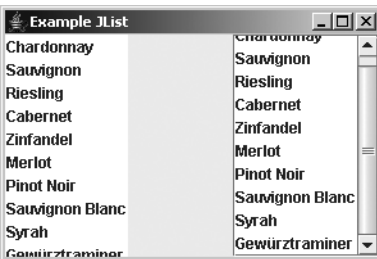 Example JList
Chardonnay
Sauvignon
Riesling
Cabernet
Zinfandel
Merlot
Pinot Noir
Sauvignon Blanc
Syrah
Gewürztraminer
Chardonnay
Sauvignon
Riesling
Cabernet
Zinfandel
Merlot
Pinot Noir
Sauvignon Blanc
Syrah
Gewürztraminer